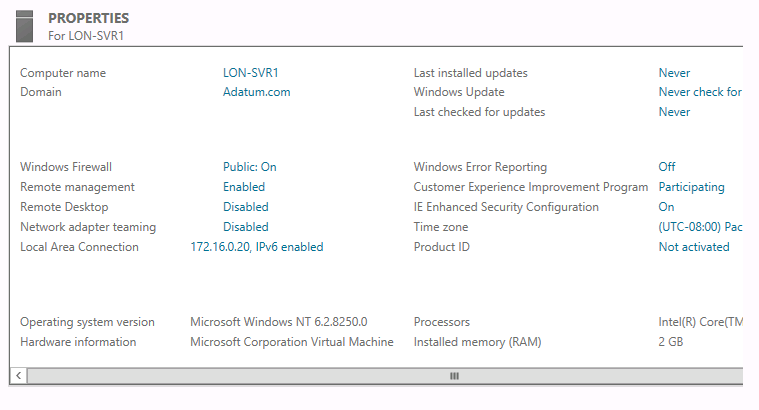 PROPERTIES
For LON-SVR1
Computer name LON-SVR1 Last installed updates Never
Domain Adatum.com Windows Update Never check for
Last checked for updates Never
Windows Firewall Public: On Windows Error Reporting Off
Remote management Enabled Customer Experience Improvement Program Participating
Remote Desktop Disabled IE Enhanced Security Configuration On
Network adapter teaming Disabled Time zone (UTC-08:00) Pac
Local Area Connection 172.16.0.20, IPv6 enabled Product ID Not activated
Operating system version Microsoft Windows NT 6.2.8250.0 Processors Intel(R) Core(TM
Hardware information Microsoft Corporation Virtual Machine Installed memory (RAM) 2 GB